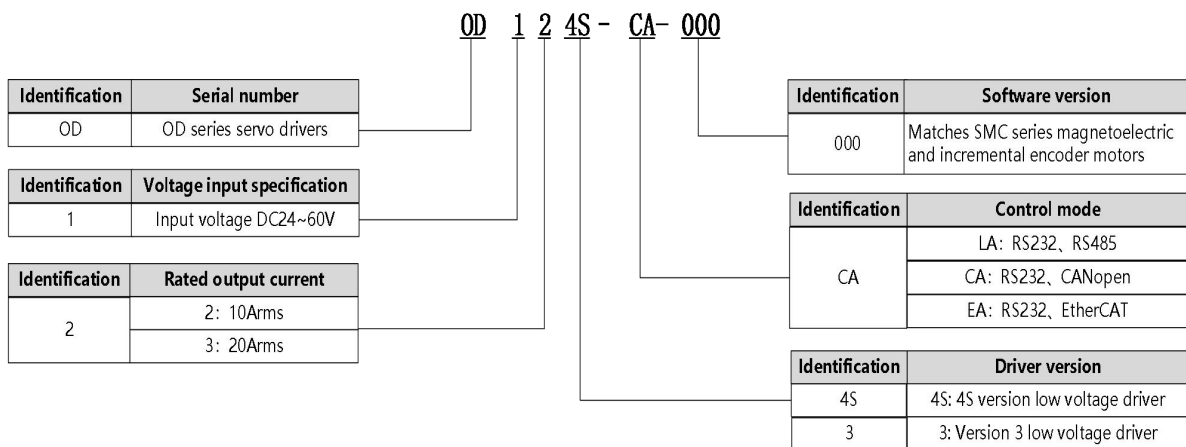 OD 1 2 4S - CA- 000
Identification Serial number
OD OD series servo drivers
Identification Voltage input specification
1 Input voltage DC24~60V
Identification Rated output current
2 2: 10Arms
3: 20Arms
Identification Software version
000 Matches SMC series magnetoelectric
and incremental encoder motors
Identification Control mode
LA: RS232、RS485
CA CA: RS232、CANopen
EA: RS232、EtherCAT
Identification Driver version
4S 4S: 4S version low voltage driver
3 3: Version 3 low voltage driver